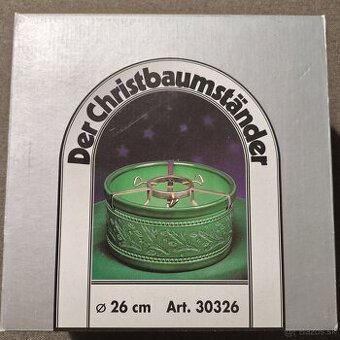 Der Christbaumständer
⌀ 26 cm Art. 30326